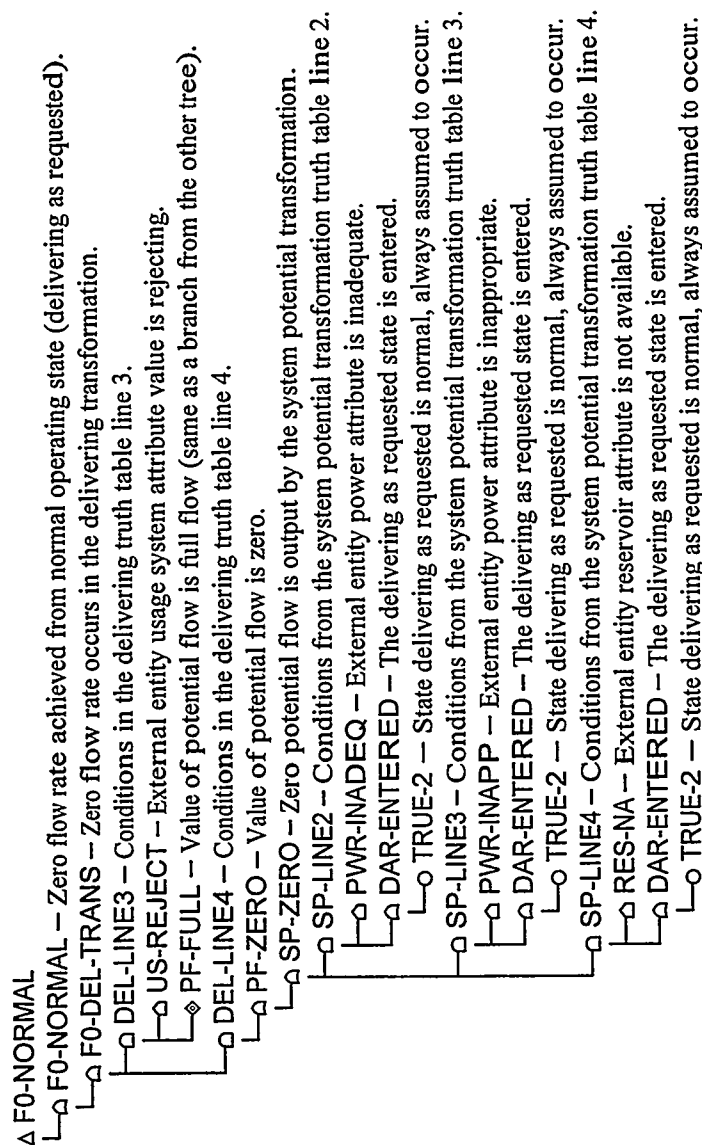 F0-NORMAL
F0-NORMAL – Zero flow rate achieved from normal operating state (delivering as requested).
F0-DEL-TRANS – Zero flow rate occurs in the delivering transformation.
DEL-LINE3 – Conditions in the delivering truth table line 3.
US-REJECT – External entity usage system attribute value is rejecting.
PF-FULL – Value of potential flow is full flow (same as a branch from the other tree).
DEL-LINE4 – Conditions in the delivering truth table line 4.
PF-ZERO – Value of potential flow is zero.
SP-ZERO – Zero potential flow is output by the system potential transformation.
SP-LINE2 – Conditions from the system potential transformation truth table line 2.
PWR-INADEQ – External entity power attribute is inadequate.
DAR-ENTERED – The delivering as requested state is entered.
TRUE-2 – State delivering as requested is normal, always assumed to occur.
SP-LINE3 – Conditions from the system potential transformation truth table line 3.
PWR-INAPP – External entity power attribute is inappropriate.
DAR-ENTERED – The delivering as requested state is entered.
TRUE-2 – State delivering as requested is normal, always assumed to occur.
SP-LINE4 – Conditions from the system potential transformation truth table line 4.
RES-NA – External entity reservoir attribute is not available.
DAR-ENTERED – The delivering as requested state is entered.
TRUE-2 – State delivering as requested is normal, always assumed to occur.